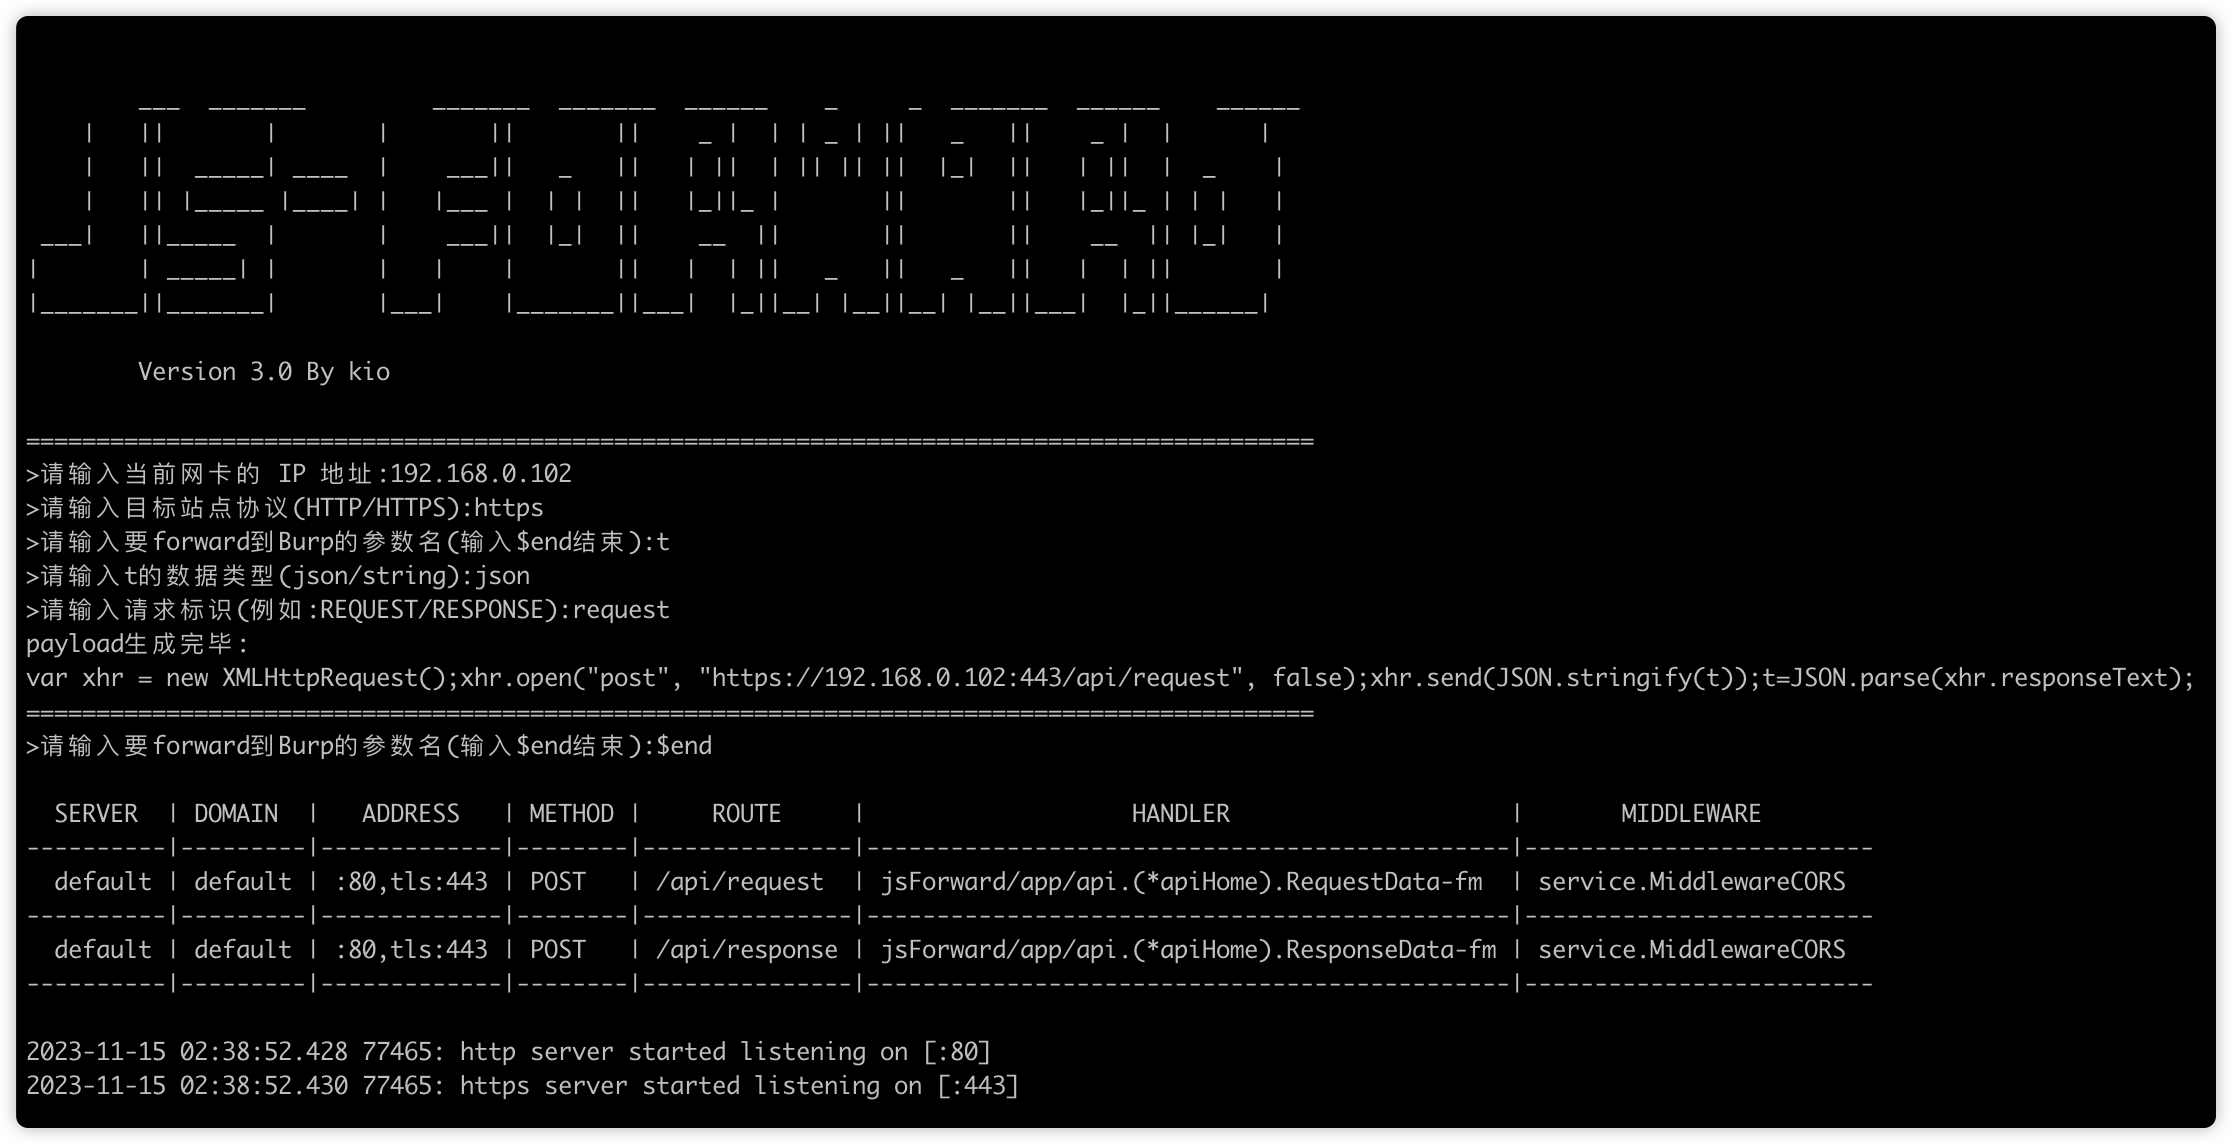 JS-FORWARD
Version 3.0 By kio
==========================================================================================
>请输入当前网卡的 IP 地址:192.168.0.102
>请输入目标站点协议(HTTP/HTTPS):https
>请输入要forward到Burp的参数名(输入$end结束):t
>请输入t的数据类型(json/string):json
>请输入请求标识(例如:REQUEST/RESPONSE):request
payload生成完毕:
var xhr = new XMLHttpRequest();xhr.open("post", "https://192.168.0.102:443/api/request", false);xhr.send(JSON.stringify(t));t=JSON.parse(xhr.responseText);
==========================================================================================
>请输入要forward到Burp的参数名(输入$end结束):$end
SERVER | DOMAIN | ADDRESS | METHOD | ROUTE | HANDLER | MIDDLEWARE
default | default | :80,tls:443 | POST | /api/request | jsForward/app/api.(*apiHome).RequestData-fm | service.MiddlewareCORS
default | default | :80,tls:443 | POST | /api/response | jsForward/app/api.(*apiHome).ResponseData-fm | service.MiddlewareCORS
2023-11-15 02:38:52.428 77465: http server started listening on [:80]
2023-11-15 02:38:52.430 77465: https server started listening on [:443]